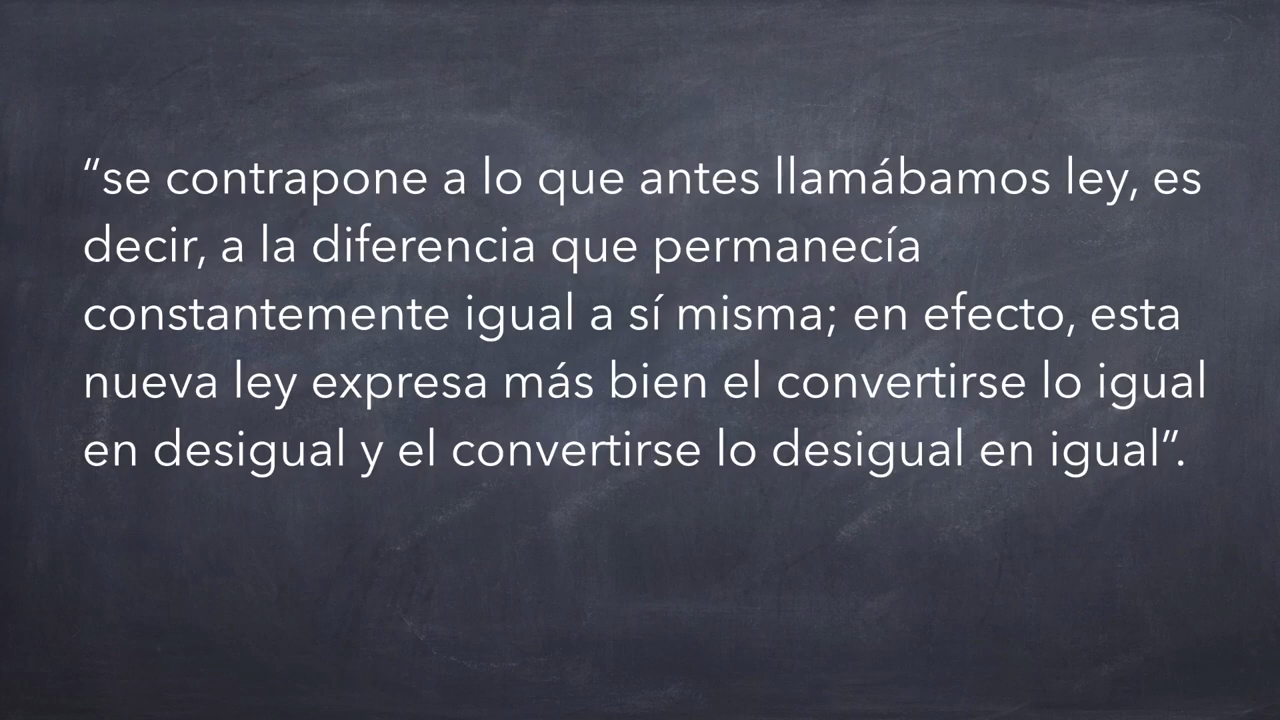 “se contrapone a lo que antes llamábamos ley, es
decir, a la diferencia que permanecía
constantemente igual a sí misma; en efecto, esta
nueva ley expresa más bien el convertirse lo igual
en desigual y el convertirse lo desigual en igual”.